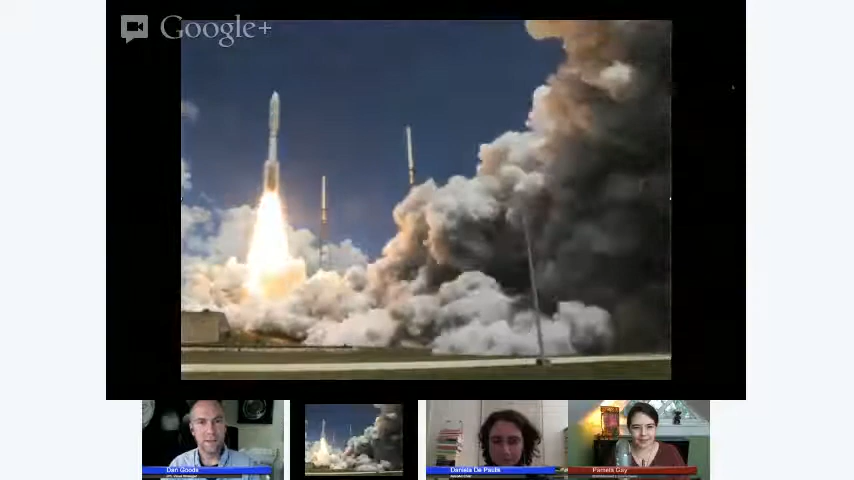 Google+
Dan Goods
Daniela De Paulis
Pamela Gay